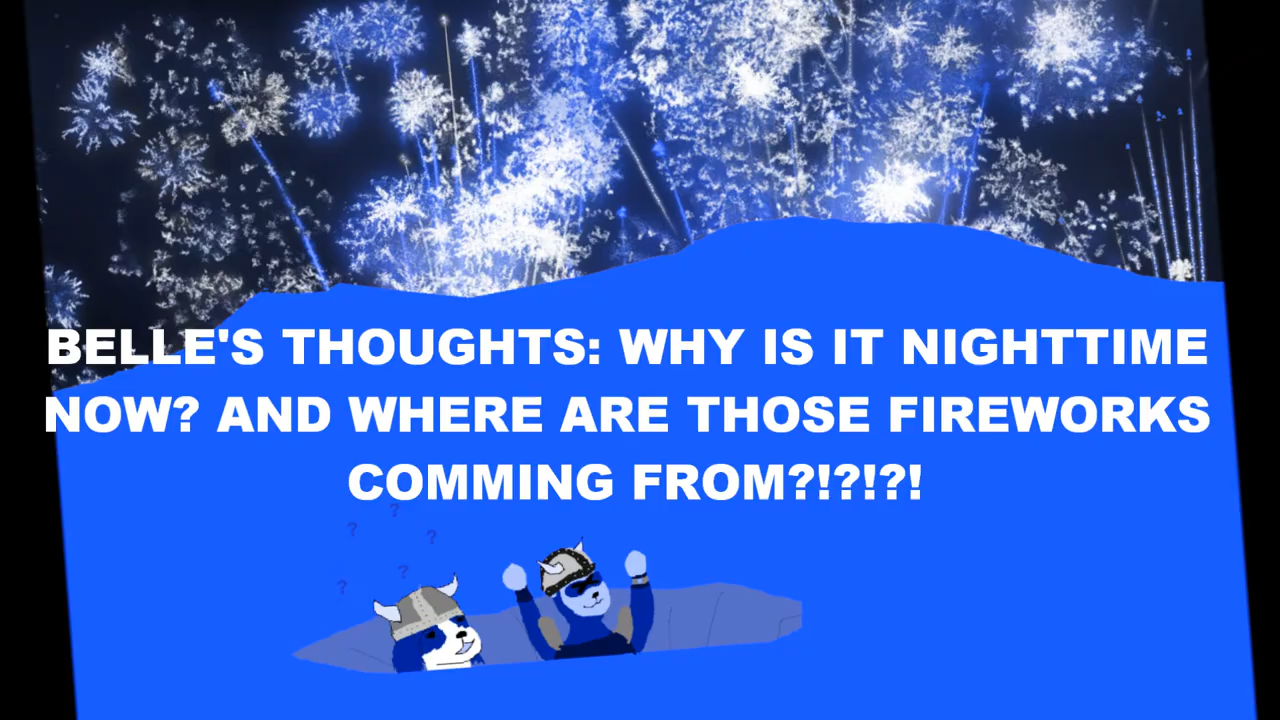 BELLE'S THOUGHTS: WHY IS IT NIGHTTIME
NOW? AND WHERE ARE THOSE FIREWORKS
COMMING FROM?!?!?!
?
?
?
?
?